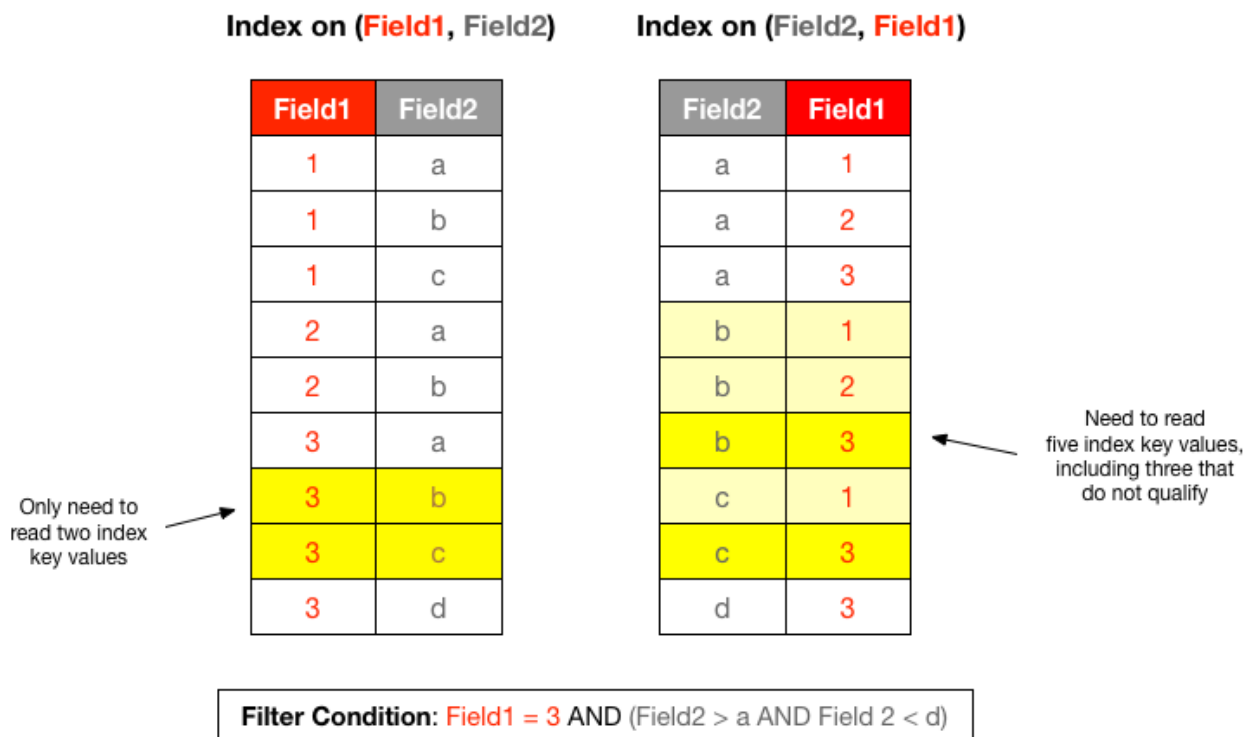 Index on (Field1, Field2)
Index on (Field2, Field1)
Field1 Field2
1 a
1 b
1 c
2 a
2 b
3 a
3 b
3 c
3 d
Field2 Field1
a 1
a 2
a 3
b 1
b 2
b 3
c 1
c 3
d 3
Only need to
read two index
key values
Need to read
five index key values,
including three that
do not qualify
Filter Condition: Field1 = 3 AND (Field2 > a AND Field 2 < d)